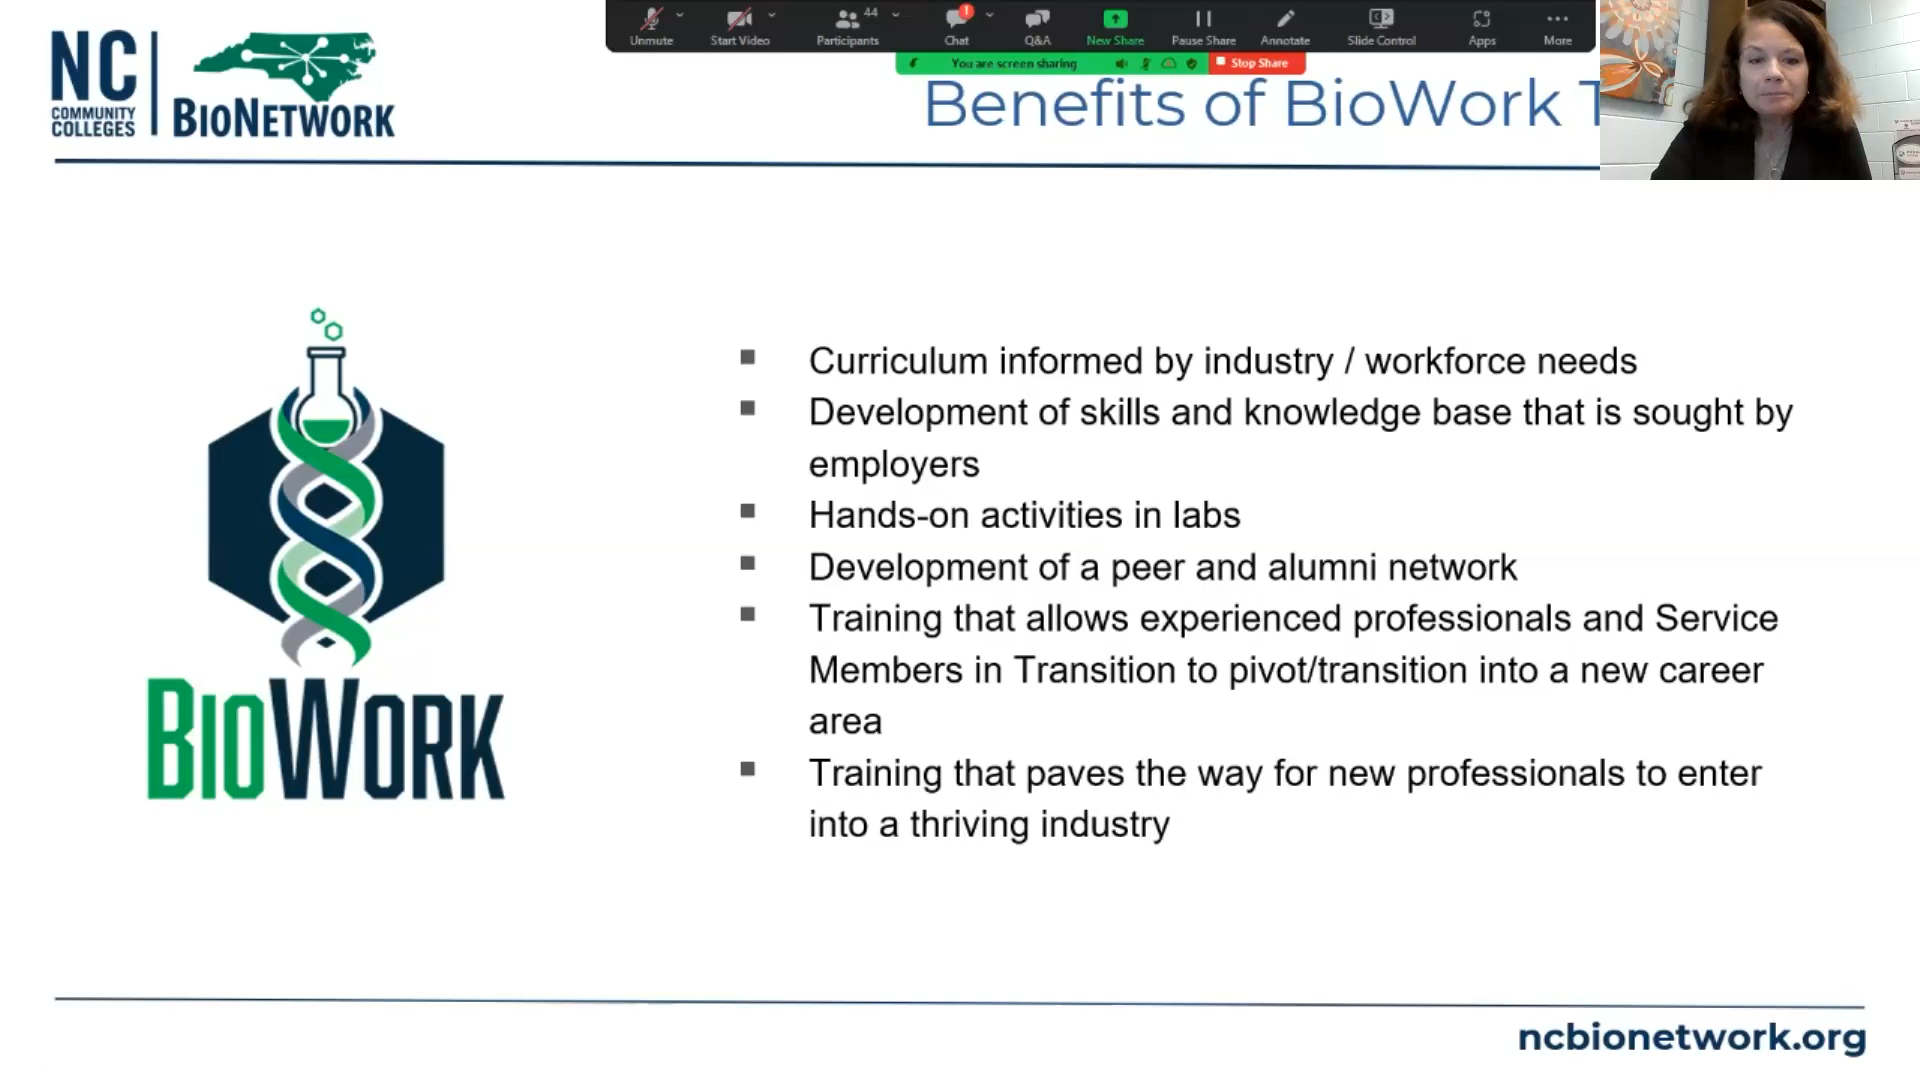 Unmute
Start Video
Participants
44
Chat
1
Q&A
New Share
Pause Share
Annotate
Slide Control
Apps
More
You are screen sharing
Stop Share
NC
COMMUNITY
COLLEGES
BIONETWORK
Benefits of BioWork T
▪ Curriculum informed by industry / workforce needs
▪ Development of skills and knowledge base that is sought by
employers
▪ Hands-on activities in labs
▪ Development of a peer and alumni network
▪ Training that allows experienced professionals and Service
Members in Transition to pivot/transition into a new career
area
▪ Training that paves the way for new professionals to enter
into a thriving industry
BIOWORK
ncbionetwork.org